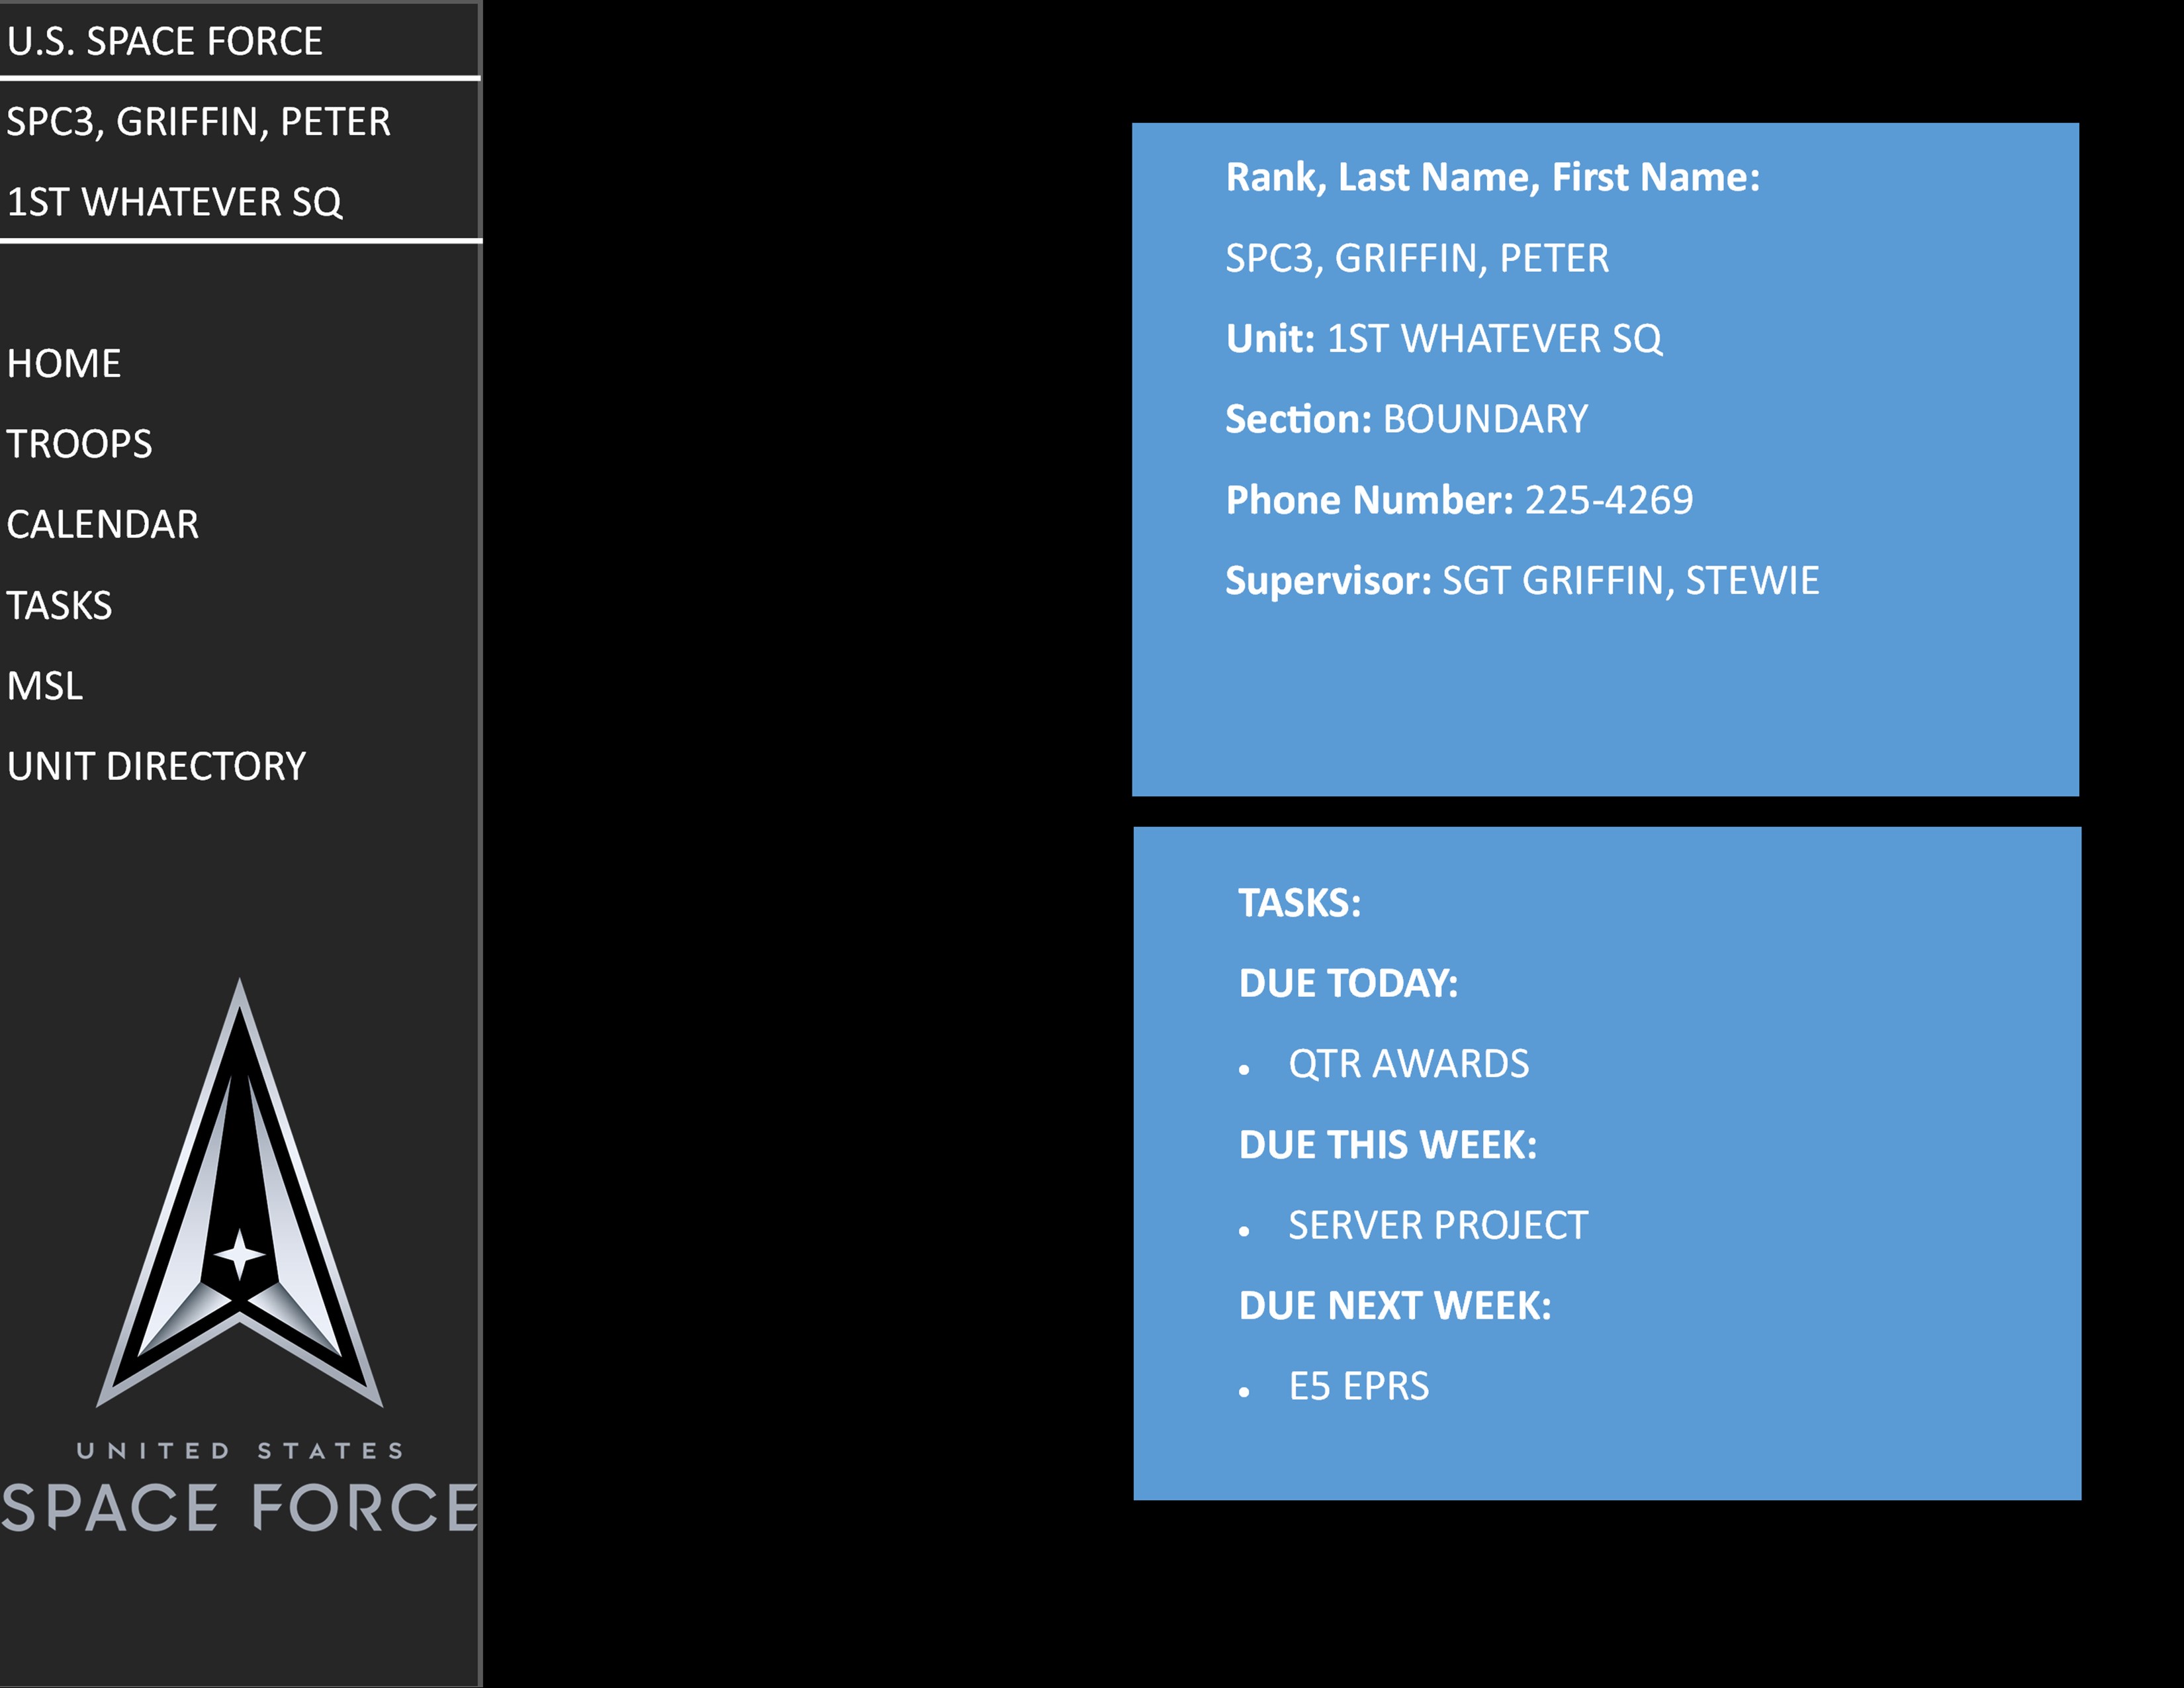 U.S. SPACE FORCE
SPC3, GRIFFIN, PETER
1ST WHATEVER SQ
HOME
TROOPS
CALENDAR
TASKS
MSL
UNIT DIRECTORY
UNITED STATES
SPACE FORCE
Rank, Last Name, First Name:
SPC3, GRIFFIN, PETER
Unit: 1ST WHATEVER SQ
Section: BOUNDARY
Phone Number: 225-4269
Supervisor: SGT GRIFFIN, STEWIE
TASKS:
DUE TODAY:
• QTR AWARDS
DUE THIS WEEK:
• SERVER PROJECT
DUE NEXT WEEK:
• E5 EPRS